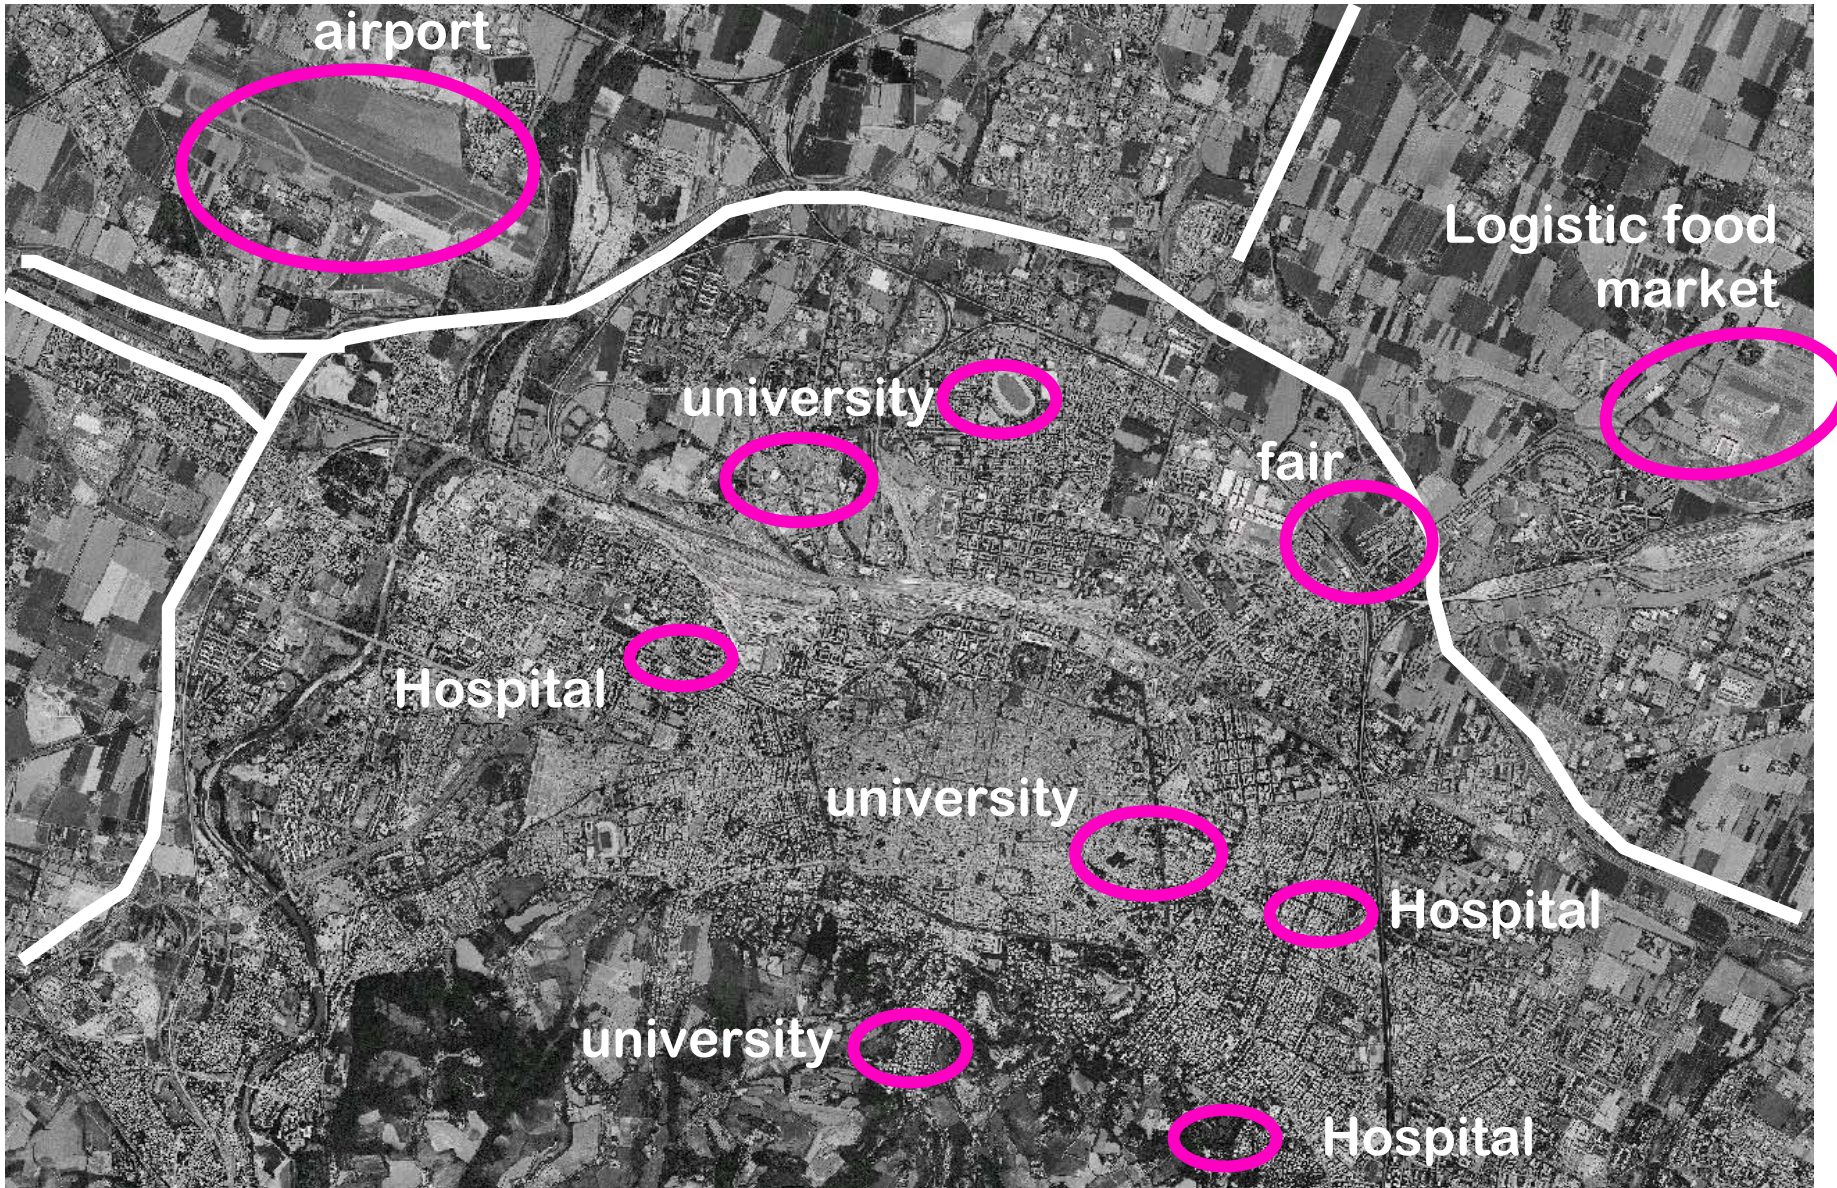 airport
Logistic food
market
university
fair
Hospital
university
Hospital
university
Hospital